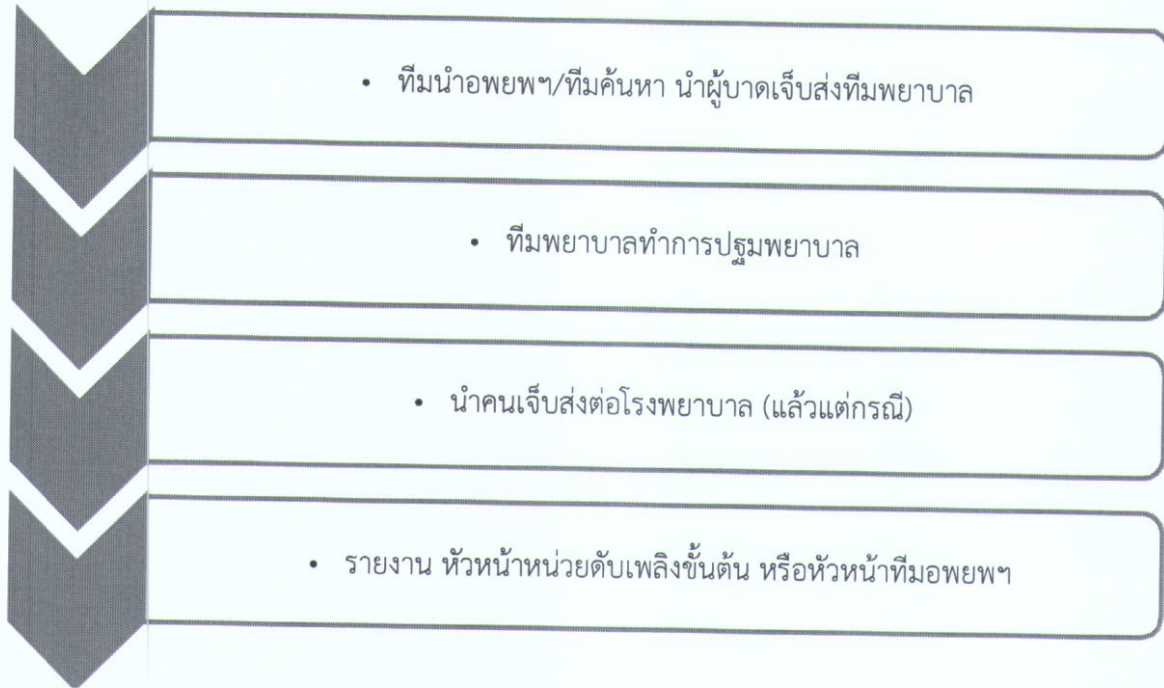 • ทีมนำอพยพฯ/ทีมค้นหา นำผู้บาดเจ็บส่งทีมพยาบาล
• ทีมพยาบาลทำการปฐมพยาบาล
• นำคนเจ็บส่งต่อโรงพยาบาล (แล้วแต่กรณี)
• รายงาน หัวหน้าหน่วยดับเพลิงขั้นต้น หรือหัวหน้าทีมอพยพฯ